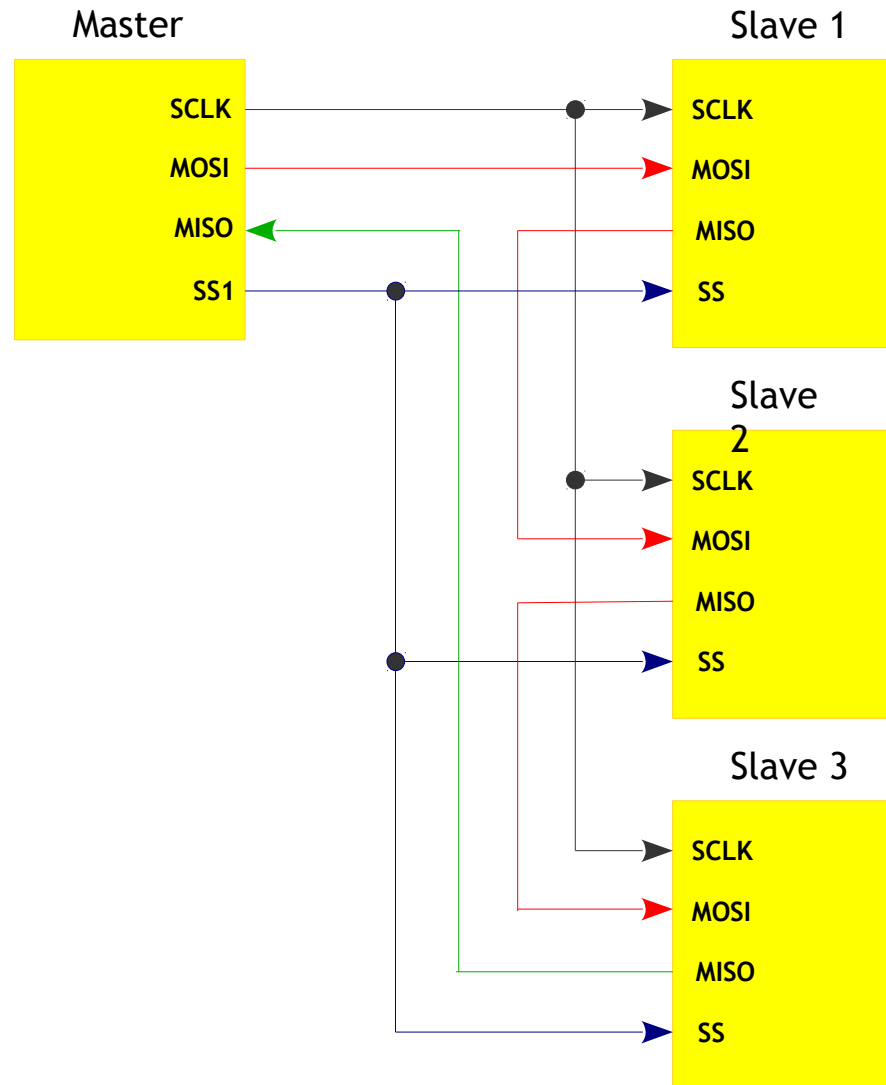 Master
SCLK
MOSI
MISO
SS1
Slave 1
SCLK
MOSI
MISO
SS
Slave
2
SCLK
MOSI
MISO
SS
Slave 3
SCLK
MOSI
MISO
SS